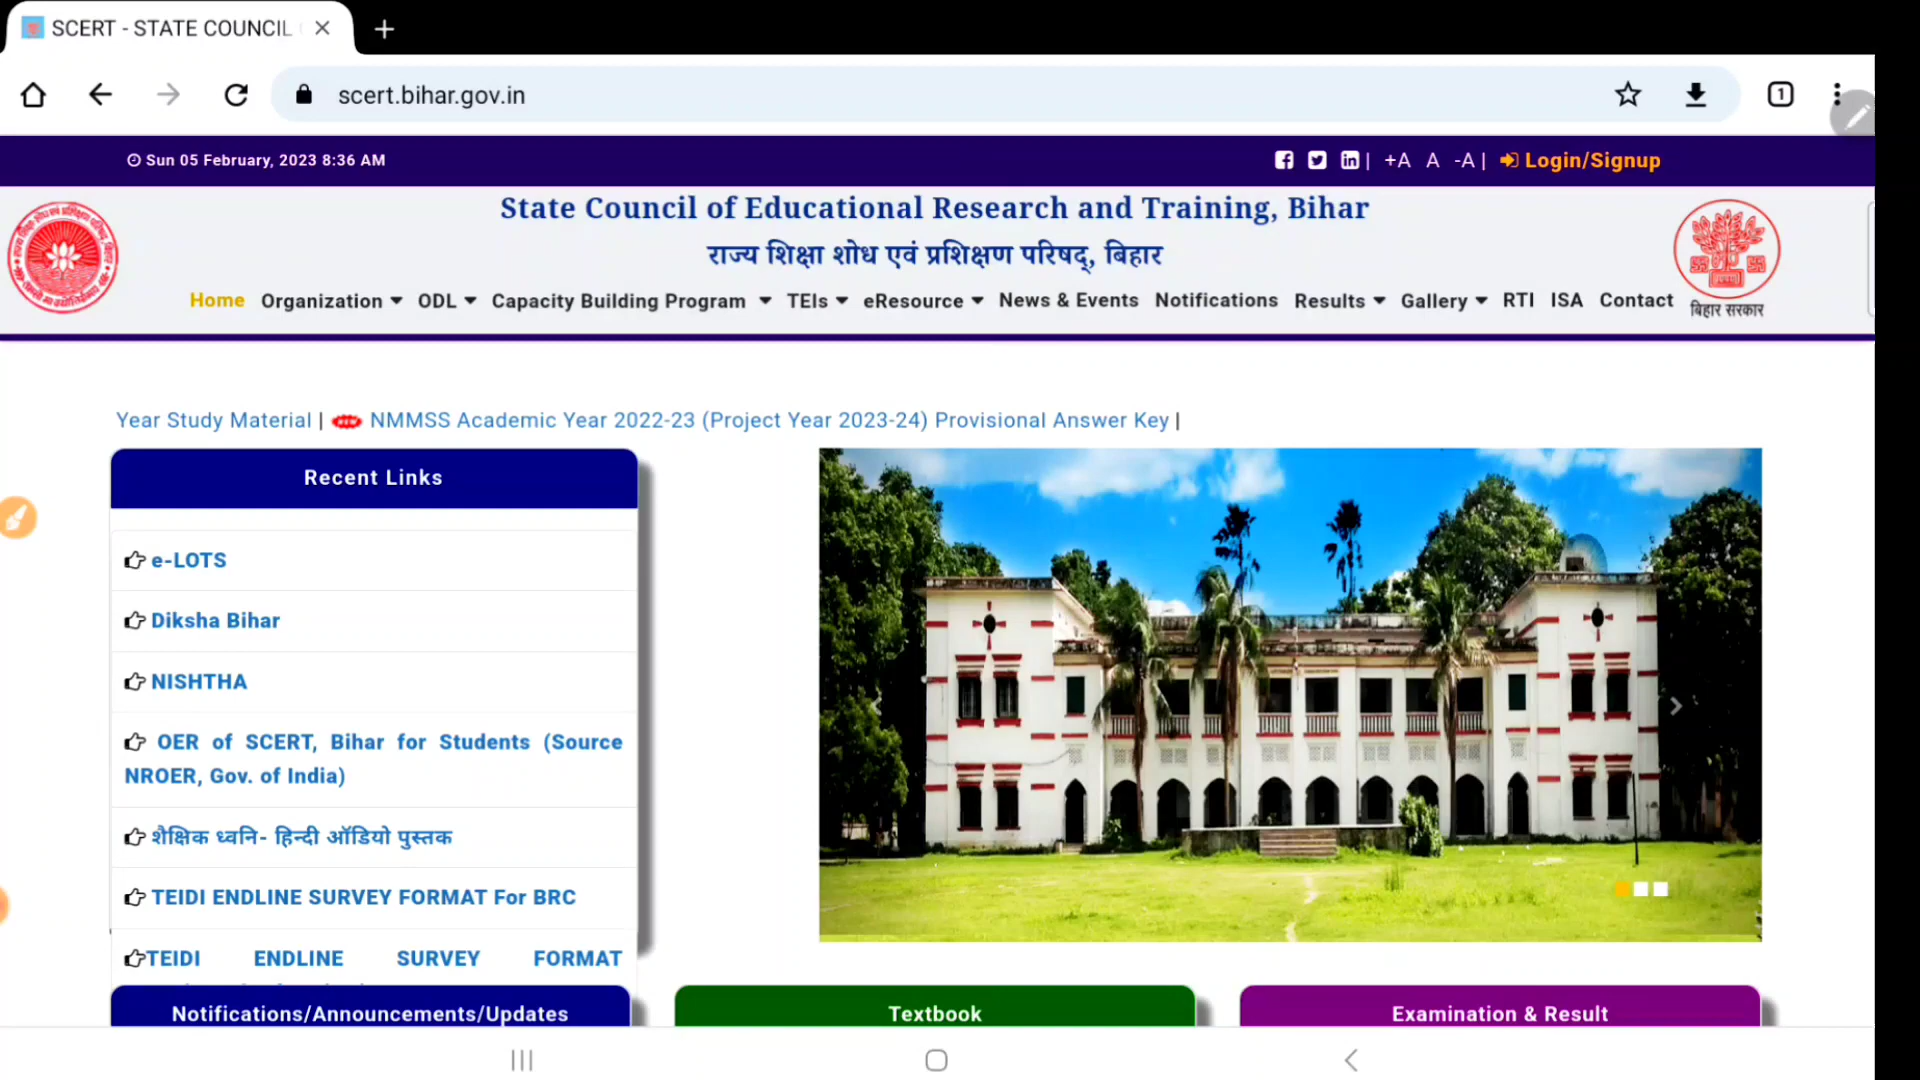 SCERT - STATE COUNCIL
scert.bihar.gov.in
1
Sun 05 February, 2023 8:36 AM
| +A A -A | Login/Signup
State Council of Educational Research and Training, Bihar
राज्य शिक्षा शोध एवं प्रशिक्षण परिषद्, बिहार
Home Organization ODL Capacity Building Program TEIs eResource News & Events Notifications Results Gallery RTI ISA Contact
बिहार सरकार
Year Study Material | NEW NMMSS Academic Year 2022-23 (Project Year 2023-24) Provisional Answer Key |
Recent Links
e-LOTS
Diksha Bihar
NISHTHA
OER of SCERT, Bihar for Students (Source
NROER, Gov. of India)
शैक्षिक ध्वनि- हिन्दी ऑडियो पुस्तक
TEIDI ENDLINE SURVEY FORMAT For BRC
TEIDI ENDLINE SURVEY FORMAT
Notifications/Announcements/Updates
Textbook
Examination & Result